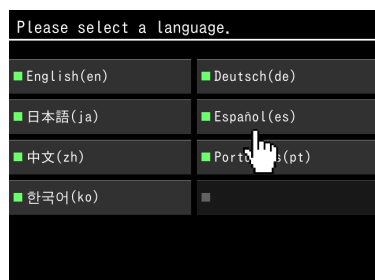 Please select a language.
English(en)
Deutsch(de)
日本語(ja)
Español(es)
中文(zh)
한국어(ko)